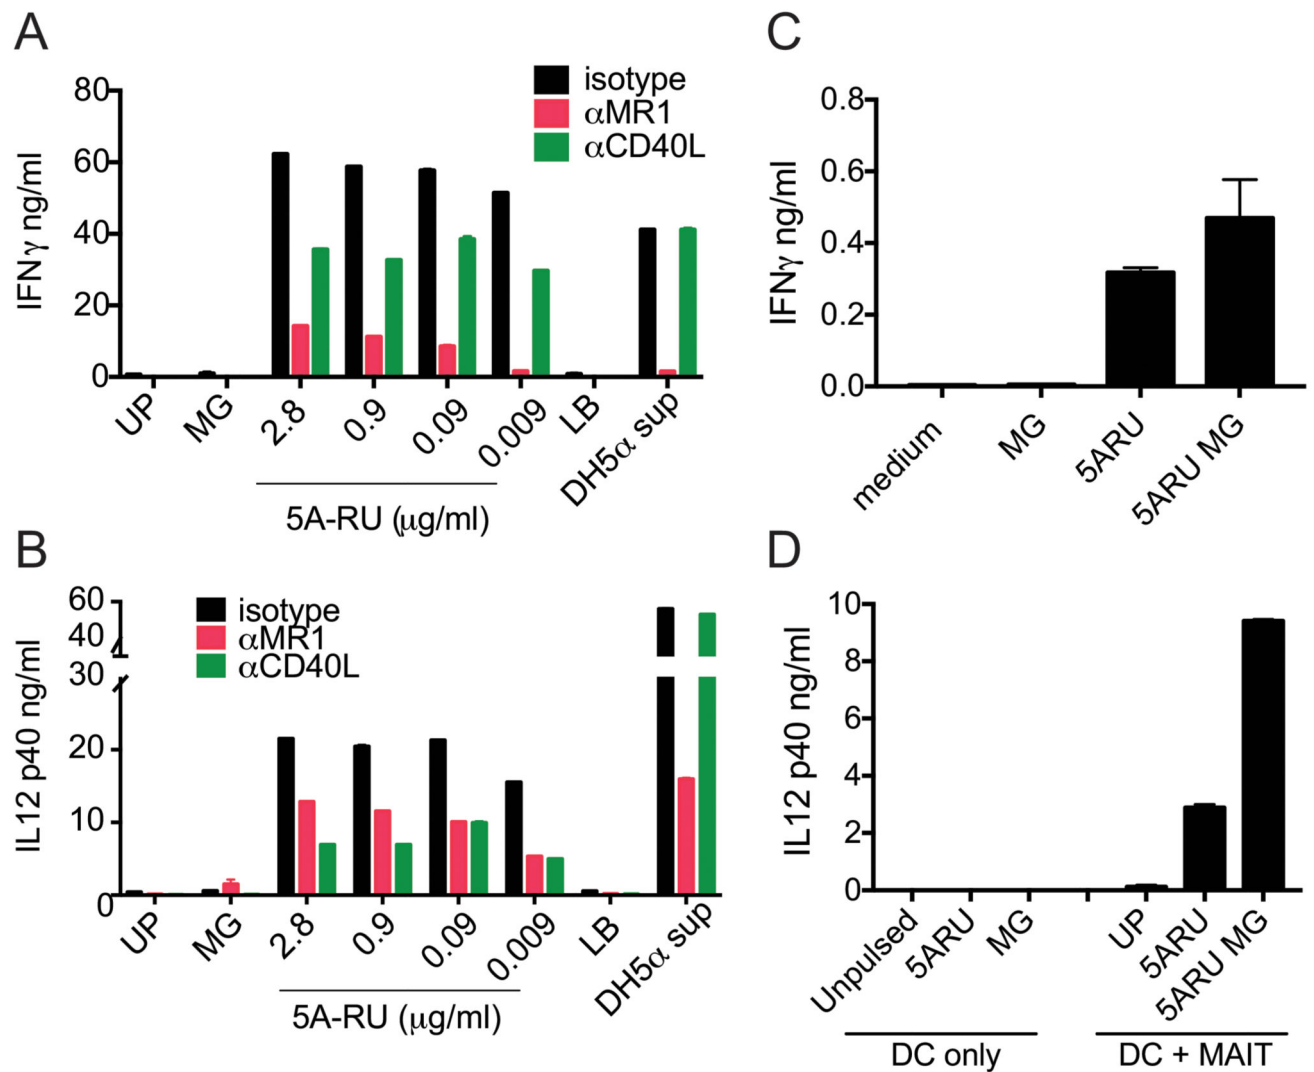 A
isotype
αMR1
αCD40L
IFNγ ng/ml
80
60
40
20
0
UP
MG
2.8
0.9
0.09
0.009
LB
DH5α sup
5A-RU (μg/ml)
B
isotype
αMR1
αCD40L
IL12 p40 ng/ml
60
40
30
20
10
0
UP
MG
2.8
0.9
0.09
0.009
LB
DH5α sup
5A-RU (μg/ml)
C
IFNγ ng/ml
0.8
0.6
0.4
0.2
0.0
medium
MG
5ARU
5ARU MG
D
IL12 p40 ng/ml
10
8
6
4
2
0
Unpulsed
5ARU
MG
UP
5ARU
5ARU MG
DC only
DC + MAIT